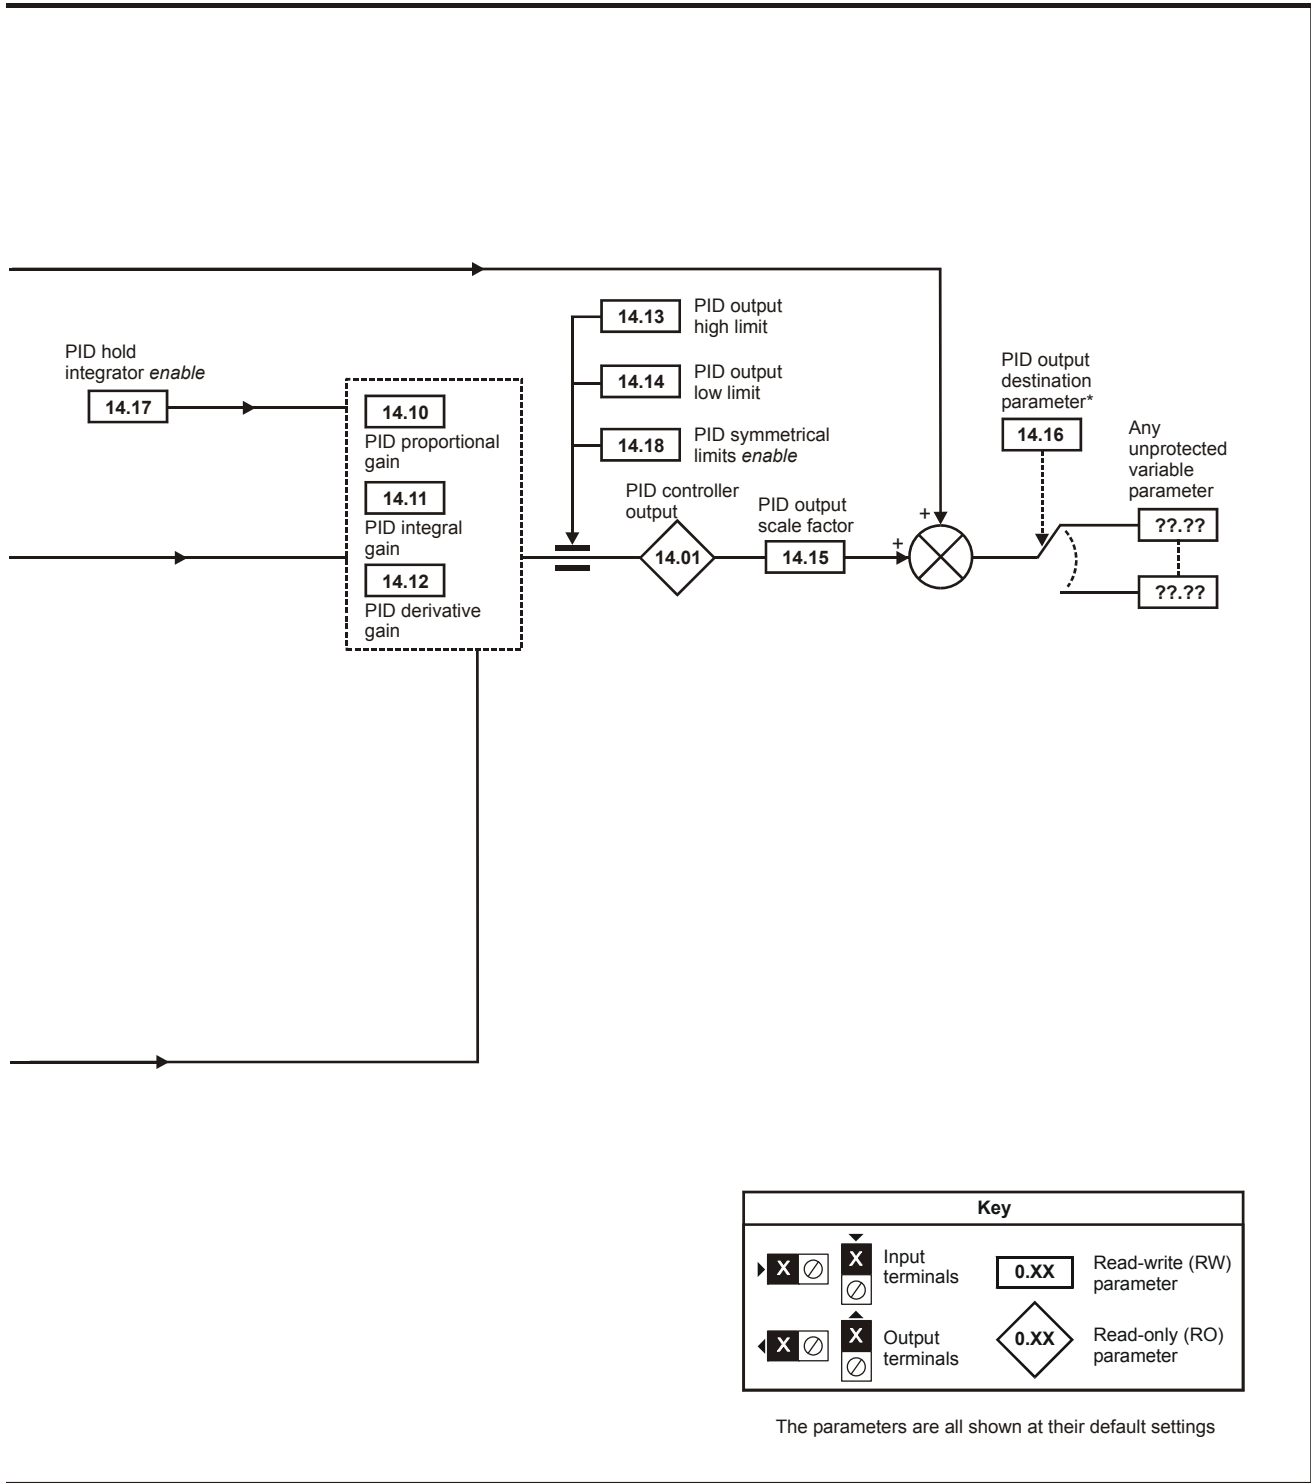 PID hold
integrator enable
14.17
14.10
PID proportional
gain
14.11
PID integral
gain
14.12
PID derivative
gain
14.13
PID output
high limit
14.14
PID output
low limit
14.18
PID symmetrical
limits enable
PID controller
output
14.01
PID output
scale factor
14.15
+
+
PID output
destination
parameter*
14.16
Any
unprotected
variable
parameter
??.??
??.??
Key
X
X
Input
terminals
0.XX
Read-write (RW)
parameter
X
X
Output
terminals
0.XX
Read-only (RO)
parameter
The parameters are all shown at their default settings